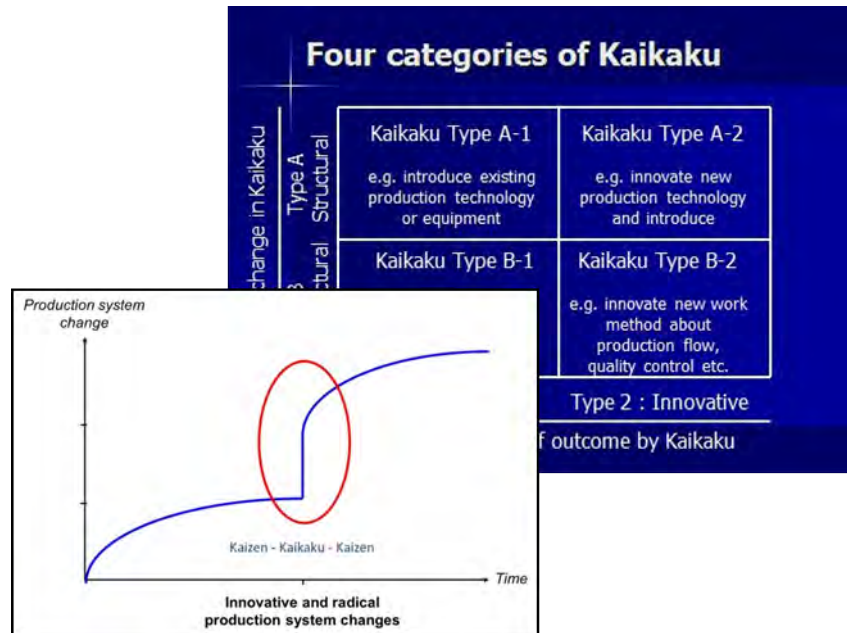 Four categories of Kaikaku
change in Kaikaku
Type A
Structural
Kaikaku Type A-1
e.g. introduce existing
production technology
or equipment
Kaikaku Type A-2
e.g. innovate new
production technology
and introduce
ctural
Kaikaku Type B-1
Kaikaku Type B-2
e.g. innovate new work
method about
production flow,
quality control etc.
Type 2 : Innovative
f outcome by Kaikaku
Production system
change
Kaizen - Kaikaku - Kaizen
Time
Innovative and radical
production system changes